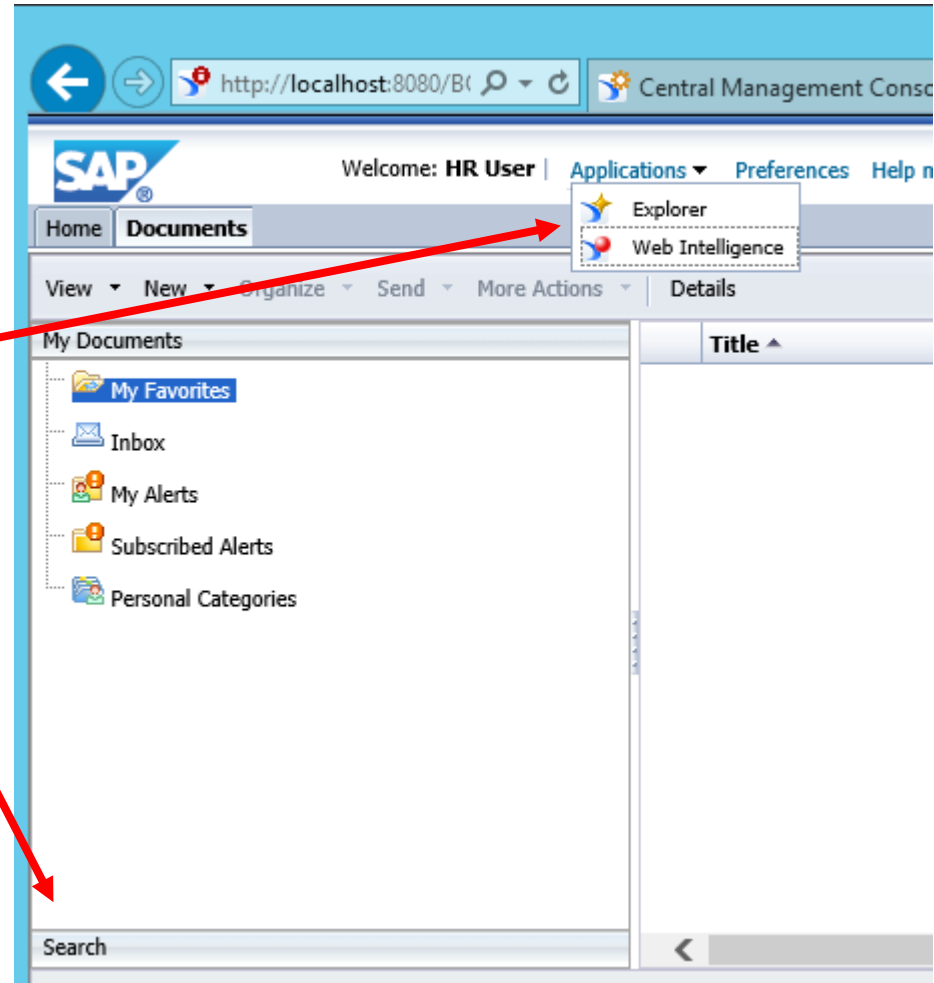 http://localhost:8080/B( Central Management Conso
SAP ®
Welcome: HR User | Applications Preferences Help
Explorer
Web Intelligence
Home Documents
View New Organize Send More Actions Details
My Documents
Title
My Favorites
Inbox
My Alerts
Subscribed Alerts
Personal Categories
Search